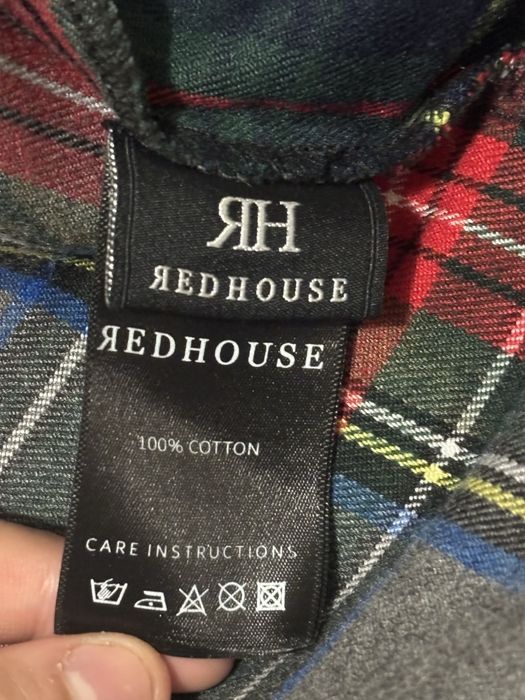 ЯH
ЯEDHOUSE
ЯEDHOUSE
100% COTTON
CARE INSTRUCTIONS